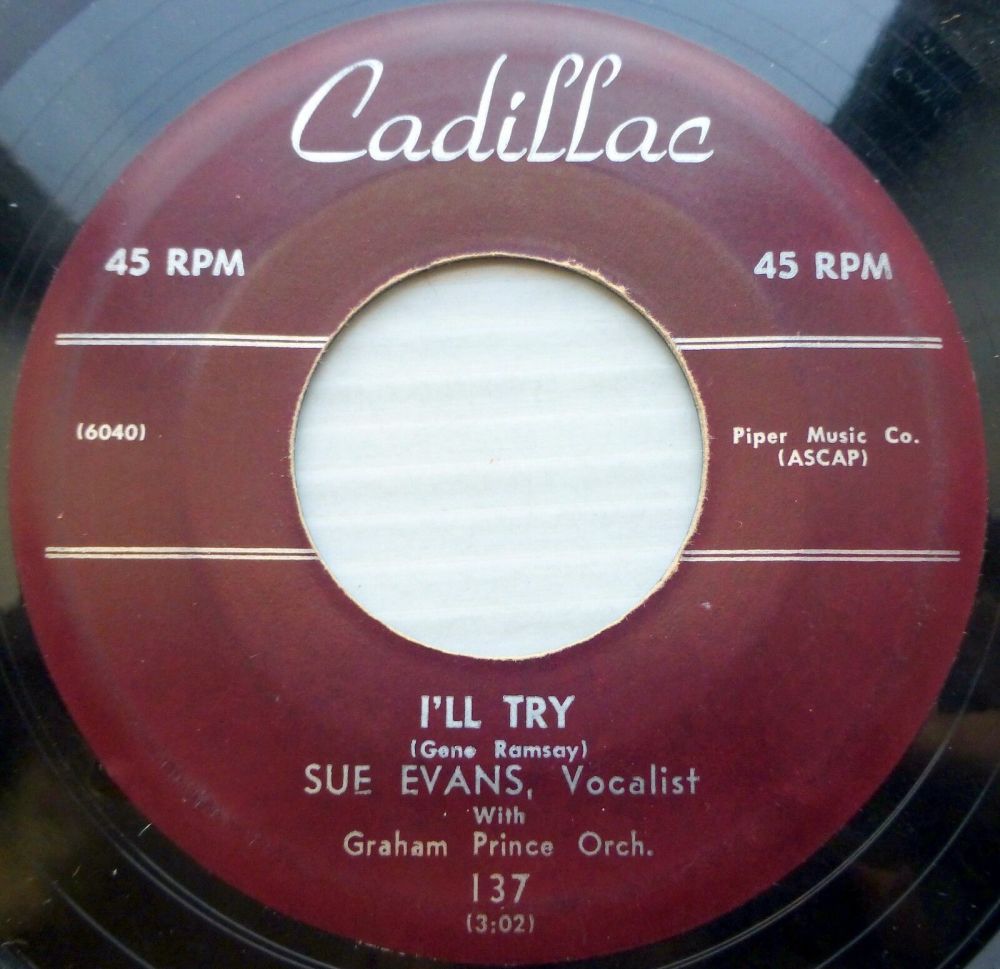 Cadillac
45 RPM
45 RPM
(6040)
Piper Music Co.
(ASCAP)
I'LL TRY
(Gene Ramsay)
SUE EVANS, Vocalist
With
Graham Prince Orch.
137
(3:02)